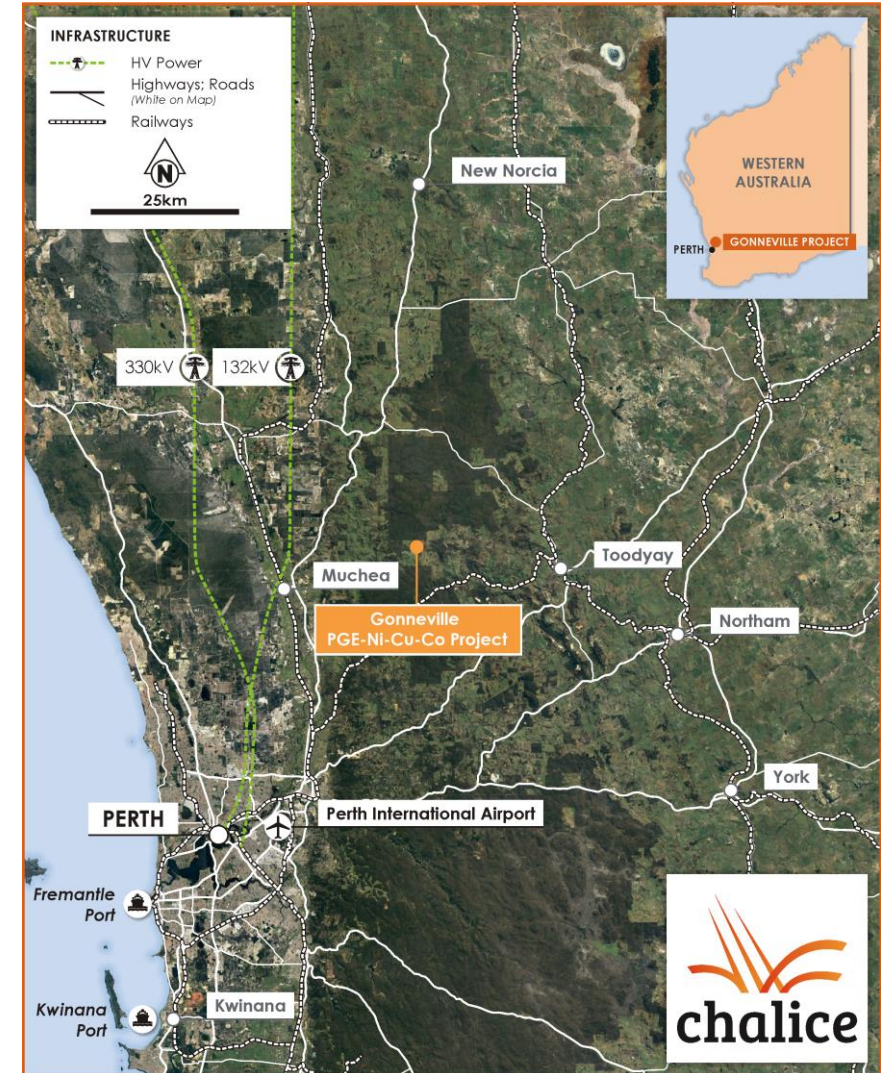 INFRASTRUCTURE
HV Power
Highways; Roads
(White on Map)
Railways
N
25km
WESTERN
AUSTRALIA
PERTH
GONNEVILLE PROJECT
New Norcia
330kV
132kV
Muchea
Toodyay
Gonneville
PGE-Ni-Cu-Co Project
Northam
York
PERTH
Perth International Airport
Fremantle
Port
Kwinana
Port
Kwinana
chalice